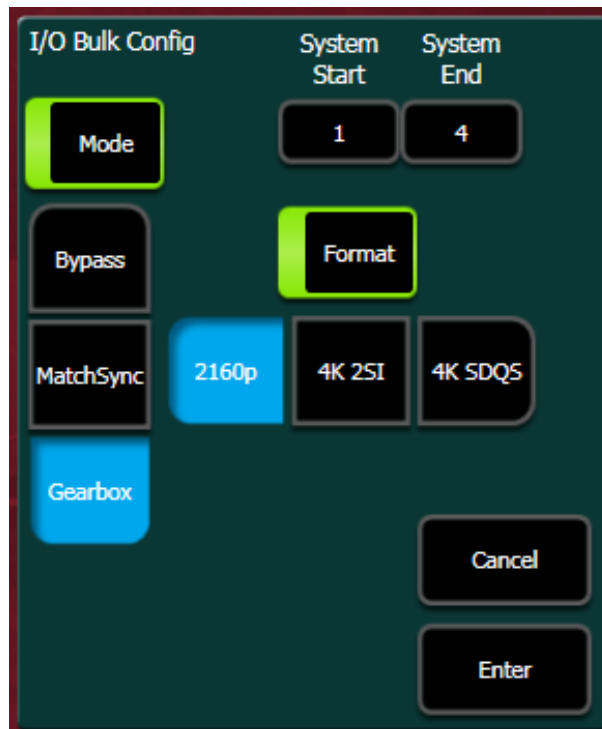 I/O Bulk Config
System Start
System End
Mode
1
4
Bypass
Format
MatchSync
2160p
4K 2SI
4K SDQS
Gearbox
Cancel
Enter